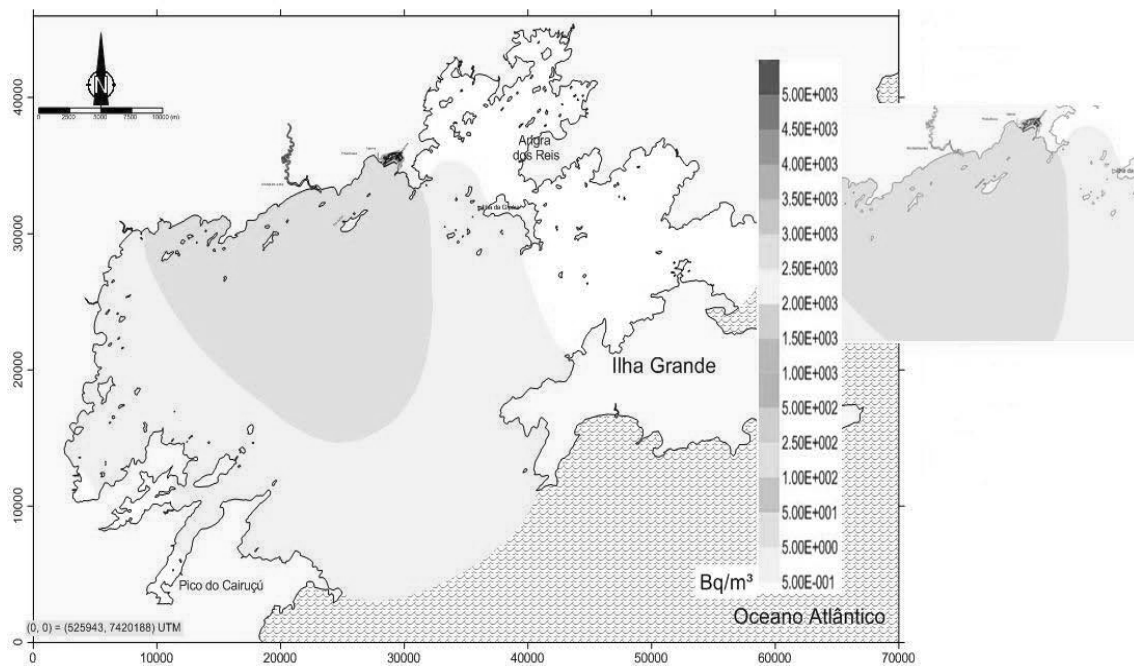 N
0 2500 5000 7500 10000 (m)
40000
30000
20000
10000
0
Angra
dos Reis
Ilha Grande
Pico do Cairuçú
Oceano Atlântico
(0, 0) = (525943, 7420188) UTM
5.00E+003
4.50E+003
4.00E+003
3.50E+003
3.00E+003
2.50E+003
2.00E+003
1.50E+003
1.00E+003
5.00E+002
2.50E+002
1.00E+002
5.00E+001
5.00E+000
5.00E-001
Bq/m³
0 10000 20000 30000 40000 50000 60000 70000